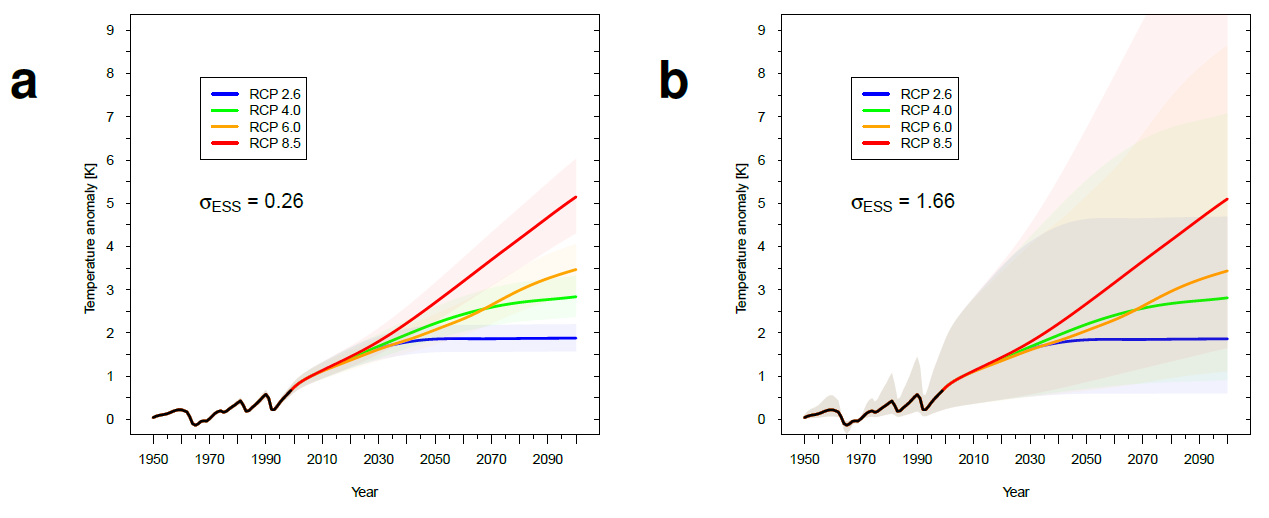 a
9
8
7
6
5
4
3
2
1
0
Temperature anomaly [K]
RCP 2.6
RCP 4.0
RCP 6.0
RCP 8.5
σESS = 0.26
1950 1970 1990 2010 2030 2050 2070 2090
Year
b
9
8
7
6
5
4
3
2
1
0
Temperature anomaly [K]
RCP 2.6
RCP 4.0
RCP 6.0
RCP 8.5
σESS = 1.66
1950 1970 1990 2010 2030 2050 2070 2090
Year